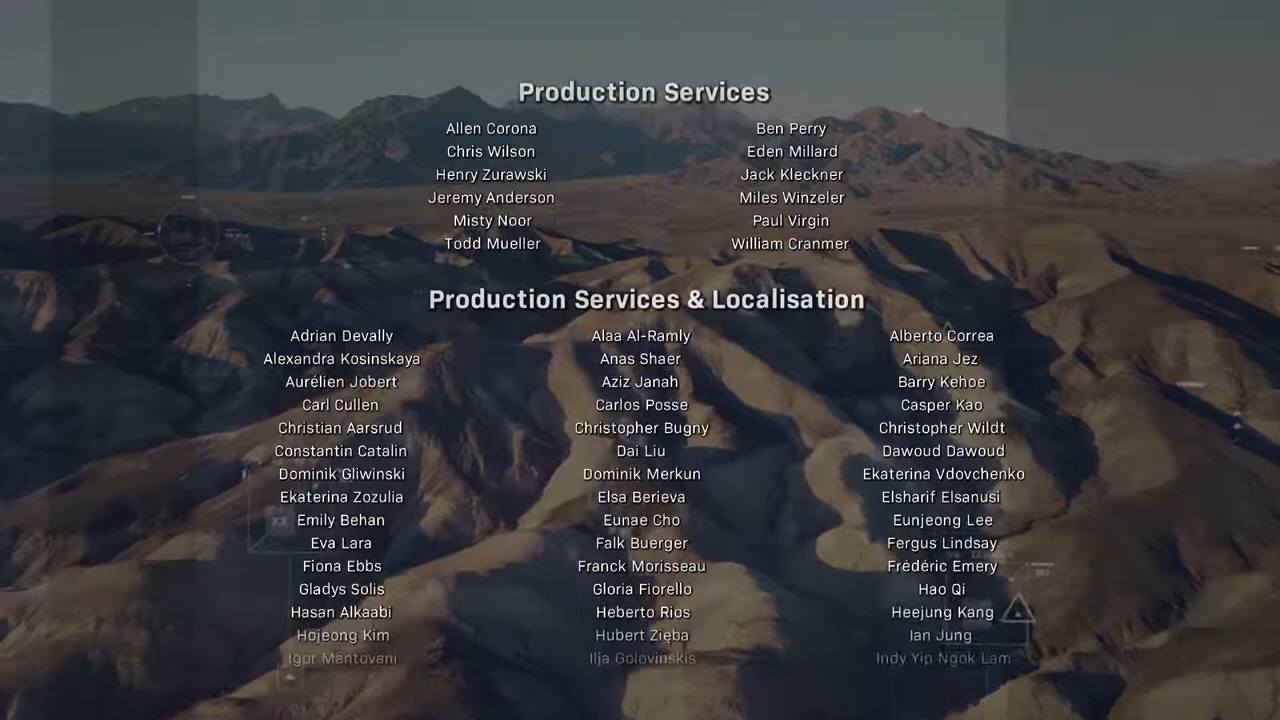 Production Services
Allen Corona Ben Perry
Chris Wilson Eden Millard
Henry Zurawski Jack Kleckner
Jeremy Anderson Miles Winzeler
Misty Noor Paul Virgin
Todd Mueller William Cranmer
Production Services & Localisation
Adrian Devally Alaa Al-Ramly Alberto Correa
Alexandra Kosinskaya Anas Shaer Ariana Jez
Aurélien Jobert Aziz Janah Barry Kehoe
Carl Cullen Carlos Posse Casper Kao
Christian Aarsrud Christopher Bugny Christopher Wildt
Constantin Catalin Dai Liu Dawoud Dawoud
Dominik Gliwinski Dominik Merkun Ekaterina Vdovchenko
Ekaterina Zozulia Elsa Berieva Elsharif Elsanusi
Emily Behan Eunae Cho Eunjeong Lee
Eva Lara Falk Buerger Fergus Lindsay
Fiona Ebbs Franck Morisseau Frédéric Emery
Gladys Solis Gloria Fiorello Hao Qi
Hasan Alkaabi Heberto Rios Heejung Kang
Hojeong Kim Hubert Zięba Ian Jung
Igor Mantovani Ilja Golovinskis Indy Yip Ngok Lam